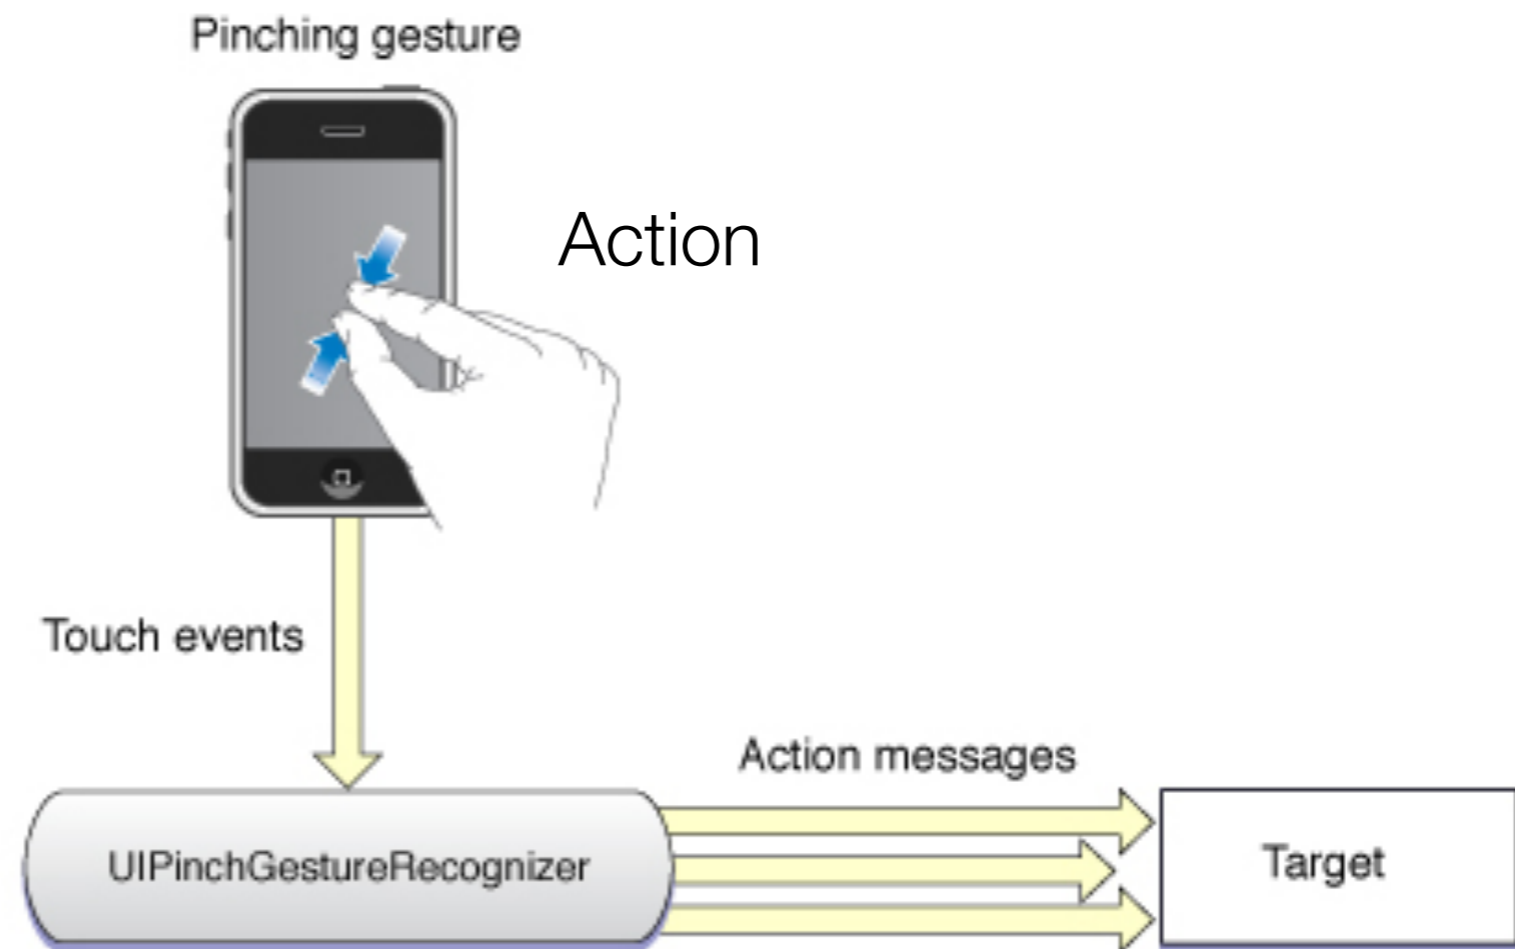 Pinching gesture
Action
Touch events
Action messages
UIPinchGestureRecognizer
Target